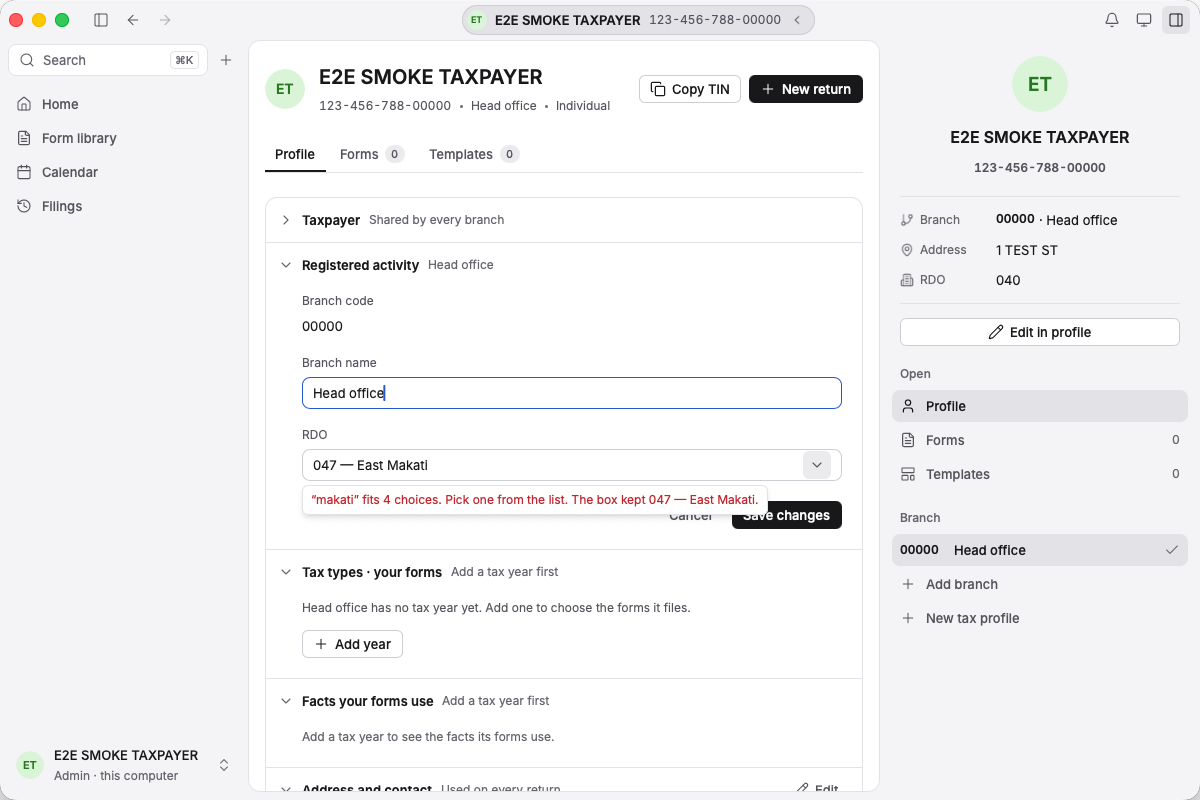 ET E2E SMOKE TAXPAYER 123-456-788-00000
Search ⌘K
Home
Form library
Calendar
Filings
ET
E2E SMOKE TAXPAYER
Admin · this computer
ET
E2E SMOKE TAXPAYER
123-456-788-00000 • Head office • Individual
Copy TIN
New return
Profile
Forms 0
Templates 0
Taxpayer Shared by every branch
Registered activity Head office
Branch code
00000
Branch name
Head office
RDO
047 — East Makati
“makati” fits 4 choices. Pick one from the list. The box kept 047 — East Makati.
Cancel
Save changes
Tax types · your forms Add a tax year first
Head office has no tax year yet. Add one to choose the forms it files.
Add year
Facts your forms use Add a tax year first
Add a tax year to see the facts its forms use.
Address and contact Used on every return Edit
ET
E2E SMOKE TAXPAYER
123-456-788-00000
Branch 00000 · Head office
Address 1 TEST ST
RDO 040
Edit in profile
Open
Profile
Forms 0
Templates 0
Branch
00000 Head office
Add branch
New tax profile